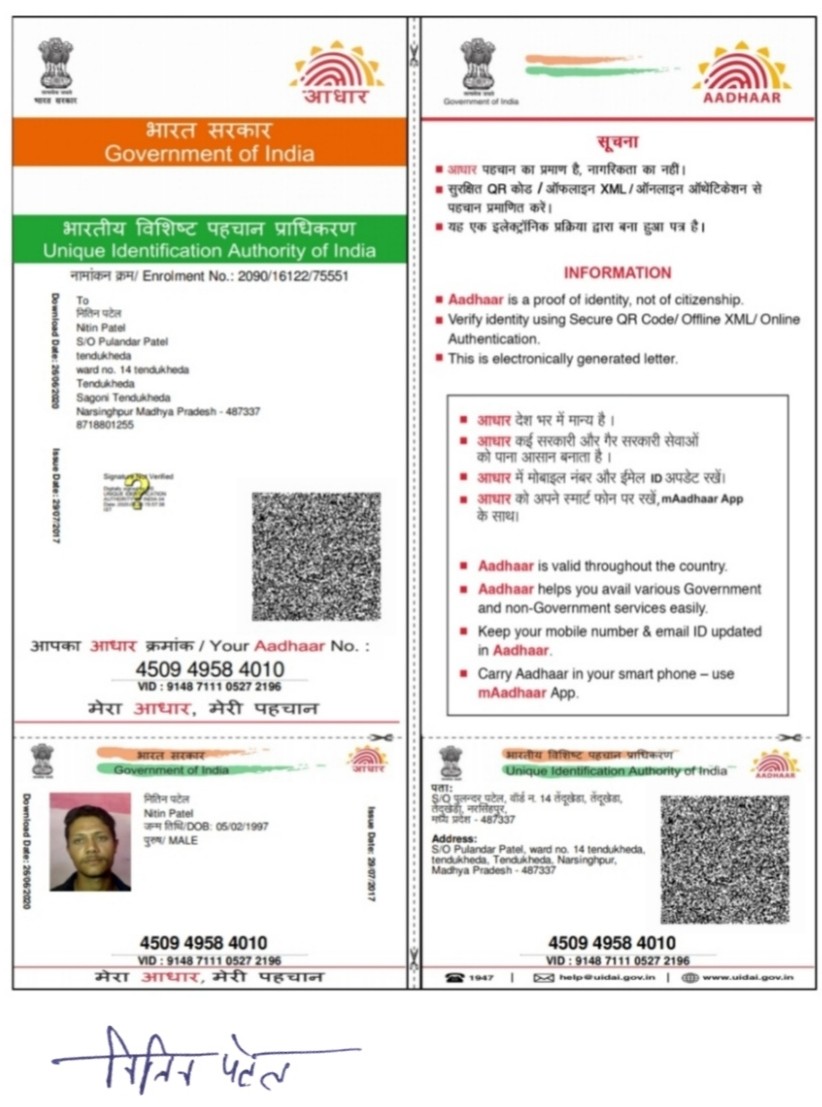 भारत सरकार
आधार
भारत सरकार
Government of India
भारतीय विशिष्ट पहचान प्राधिकरण
Unique Identification Authority of India
नामांकन क्रम/ Enrolment No.: 2090/16122/75551
Download Date: 26/06/2020
To
नितिन पटेल
Nitin Patel
S/O Pulandar Patel
tendukheda
ward no. 14 tendukheda
Tendukheda
Sagoni Tendukheda
Narsinghpur Madhya Pradesh - 487337
8718801255
Issue Date: 29/07/2017
Signature Not Verified
आपका आधार क्रमांक / Your Aadhaar No. :
4509 4958 4010
VID : 9148 7111 0527 2196
मेरा आधार, मेरी पहचान
Government of India
AADHAAR
सूचना
आधार पहचान का प्रमाण है, नागरिकता का नहीं।
सुरक्षित QR कोड / ऑफलाइन XML / ऑनलाइन ऑथेंटिकेशन से
पहचान प्रमाणित करें।
यह एक इलेक्ट्रॉनिक प्रक्रिया द्वारा बना हुआ पत्र है।
INFORMATION
Aadhaar is a proof of identity, not of citizenship.
Verify identity using Secure QR Code/ Offline XML/ Online
Authentication.
This is electronically generated letter.
आधार देश भर में मान्य है ।
आधार कई सरकारी और गैर सरकारी सेवाओं
को पाना आसान बनाता है ।
आधार में मोबाइल नंबर और ईमेल ID अपडेट रखें।
आधार को अपने स्मार्ट फोन पर रखें, mAadhaar App
के साथ।
Aadhaar is valid throughout the country.
Aadhaar helps you avail various Government
and non-Government services easily.
Keep your mobile number & email ID updated
in Aadhaar.
Carry Aadhaar in your smart phone – use
mAadhaar App.
भारत सरकार
Government of India
आधार
Download Date: 26/06/2020
नितिन पटेल
Nitin Patel
जन्म तिथि/DOB: 05/02/1997
पुरुष/ MALE
Issue Date: 29/07/2017
4509 4958 4010
VID : 9148 7111 0527 2196
मेरा आधार, मेरी पहचान
भारतीय विशिष्ट पहचान प्राधिकरण
Unique Identification Authority of India
AADHAAR
पता:
S/O पुलन्दर पटेल, वॉर्ड न. 14 तेंदूखेडा, तेंदूखेडा,
तेंदूखेडा, नरसिंहपुर,
मध्य प्रदेश - 487337
Address:
S/O Pulandar Patel, ward no. 14 tendukheda,
tendukheda, Tendukheda, Narsinghpur,
Madhya Pradesh - 487337
4509 4958 4010
VID : 9148 7111 0527 2196
1947 | help@uidai.gov.in | www.uidai.gov.in
नितिन पटेल